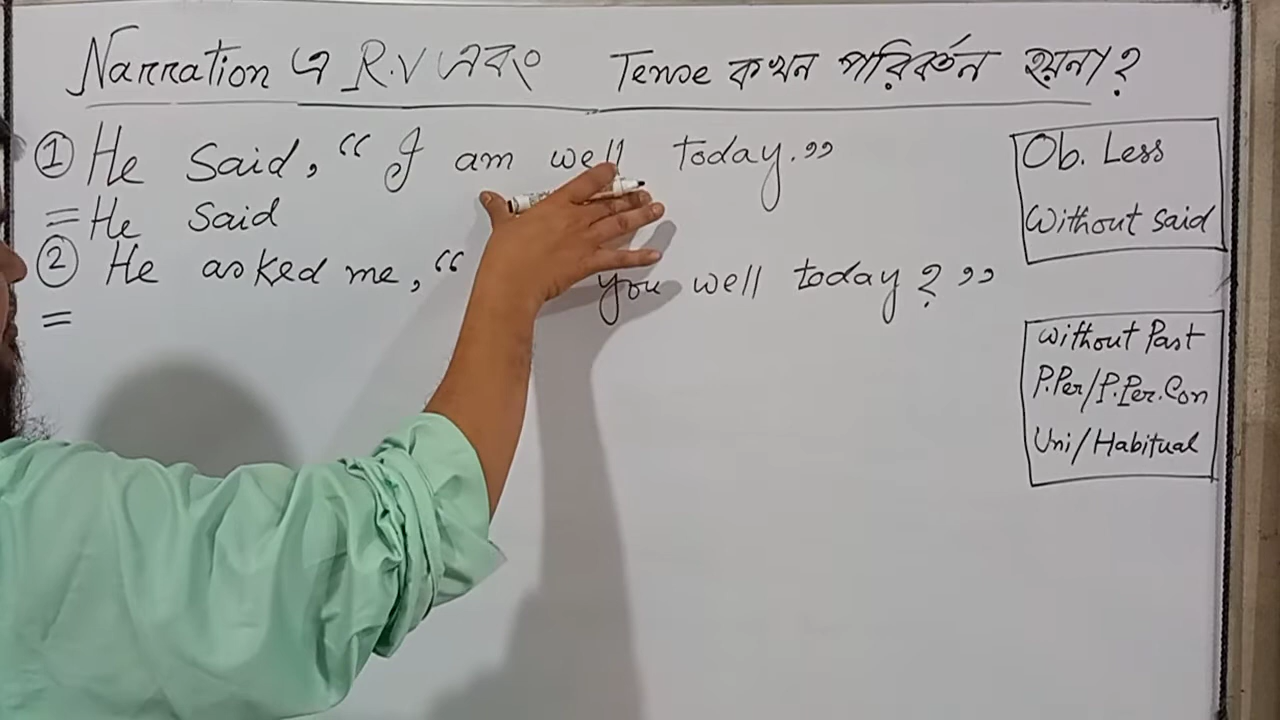 Narration এ R.V এবং Tense কখন পরিবর্তন হয়না?
① He Said, “I am well today.”
= He Said
② He asked me, “ you well today?”
=
Ob. Less
Without said
Without Past
P.Per/P.Per.Con
Uni/Habitual